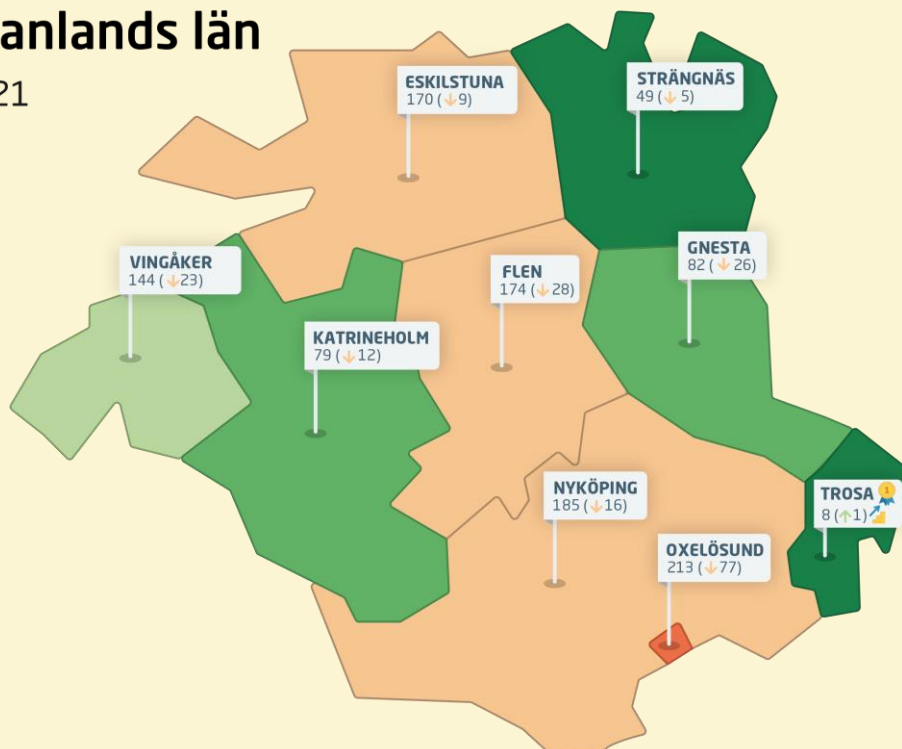 anlands län
21
ESKILSTUNA
170 (↓9)
STRÄNGNÄS
49 (↓5)
VINGÅKER
144 (↓23)
FLEN
174 (↓28)
GNESTA
82 (↓26)
KATRINEHOLM
79 (↓12)
NYKÖPING
185 (↓16)
TROSA 1
8 (↑1)
OXELÖSUND
213 (↓77)